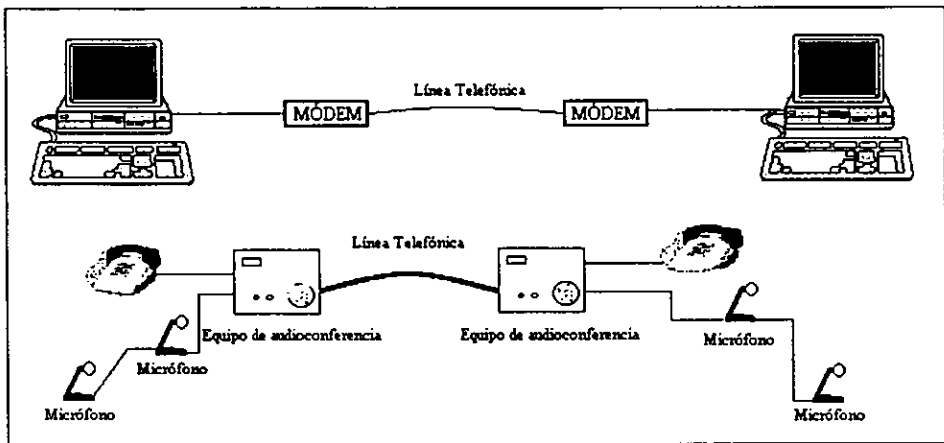 Línea Telefónica
MÓDEM
MÓDEM
Línea Telefónica
Equipo de audioconferencia
Equipo de audioconferencia
Micrófono
Micrófono
Micrófono
Micrófono